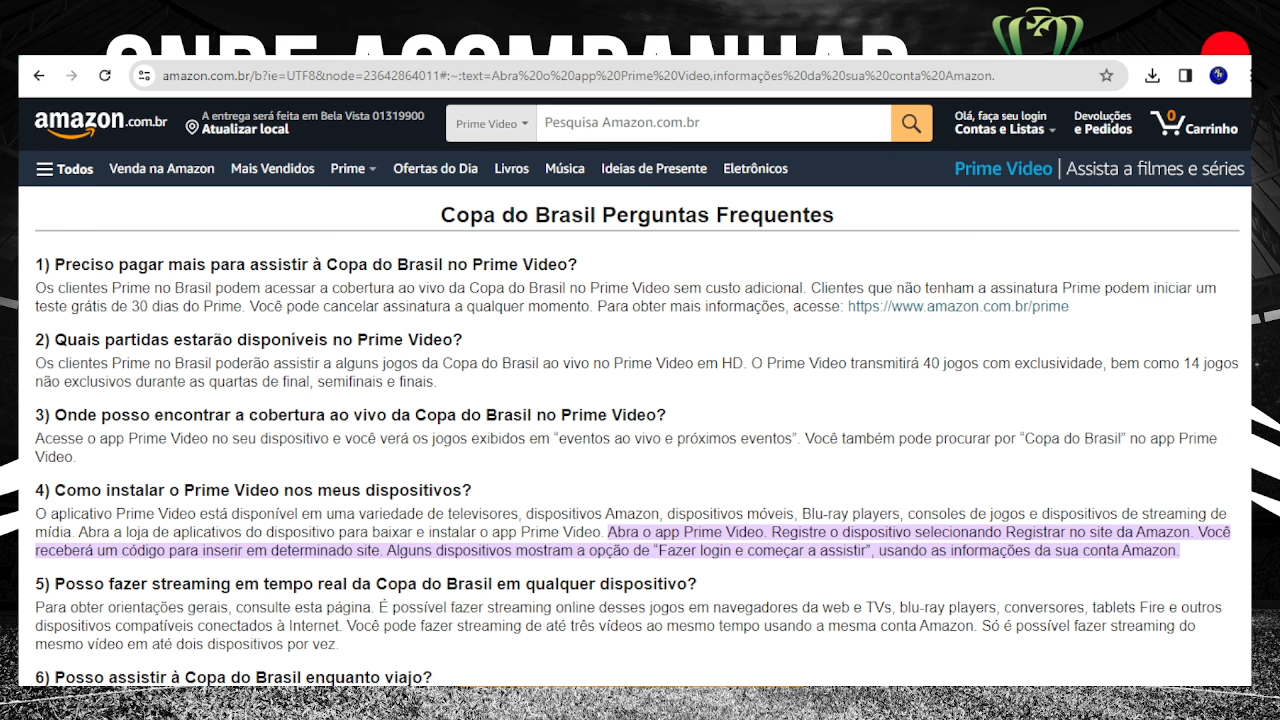 ONDE ACOMPANHAR
amazon.com.br/b?ie=UTF8&node=23642864011#:~:text=Abra%20o%20app%20Prime%20Video,informações%20da%20sua%20conta%20Amazon.
amazon.com.br
A entrega será feita em Bela Vista 01319900
Atualizar local
Prime Video
Pesquisa Amazon.com.br
Olá, faça seu login
Contas e Listas
Devoluções
e Pedidos
0
Carrinho
Todos Venda na Amazon Mais Vendidos Prime Ofertas do Dia Livros Música Ideias de Presente Eletrônicos
Prime Video | Assista a filmes e séries
Copa do Brasil Perguntas Frequentes
1) Preciso pagar mais para assistir à Copa do Brasil no Prime Video?
Os clientes Prime no Brasil podem acessar a cobertura ao vivo da Copa do Brasil no Prime Video sem custo adicional. Clientes que não tenham a assinatura Prime podem iniciar um
teste grátis de 30 dias do Prime. Você pode cancelar assinatura a qualquer momento. Para obter mais informações, acesse: https://www.amazon.com.br/prime
2) Quais partidas estarão disponíveis no Prime Video?
Os clientes Prime no Brasil poderão assistir a alguns jogos da Copa do Brasil ao vivo no Prime Video em HD. O Prime Video transmitirá 40 jogos com exclusividade, bem como 14 jogos
não exclusivos durante as quartas de final, semifinais e finais.
3) Onde posso encontrar a cobertura ao vivo da Copa do Brasil no Prime Video?
Acesse o app Prime Video no seu dispositivo e você verá os jogos exibidos em “eventos ao vivo e próximos eventos”. Você também pode procurar por “Copa do Brasil” no app Prime
Video.
4) Como instalar o Prime Video nos meus dispositivos?
O aplicativo Prime Video está disponível em uma variedade de televisores, dispositivos Amazon, dispositivos móveis, Blu-ray players, consoles de jogos e dispositivos de streaming de
mídia. Abra a loja de aplicativos do dispositivo para baixar e instalar o app Prime Video. Abra o app Prime Video. Registre o dispositivo selecionando Registrar no site da Amazon. Você
receberá um código para inserir em determinado site. Alguns dispositivos mostram a opção de “Fazer login e começar a assistir”, usando as informações da sua conta Amazon.
5) Posso fazer streaming em tempo real da Copa do Brasil em qualquer dispositivo?
Para obter orientações gerais, consulte esta página. É possível fazer streaming online desses jogos em navegadores da web e TVs, blu-ray players, conversores, tablets Fire e outros
dispositivos compatíveis conectados à Internet. Você pode fazer streaming de até três vídeos ao mesmo tempo usando a mesma conta Amazon. Só é possível fazer streaming do
mesmo vídeo em até dois dispositivos por vez.
6) Posso assistir à Copa do Brasil enquanto viajo?